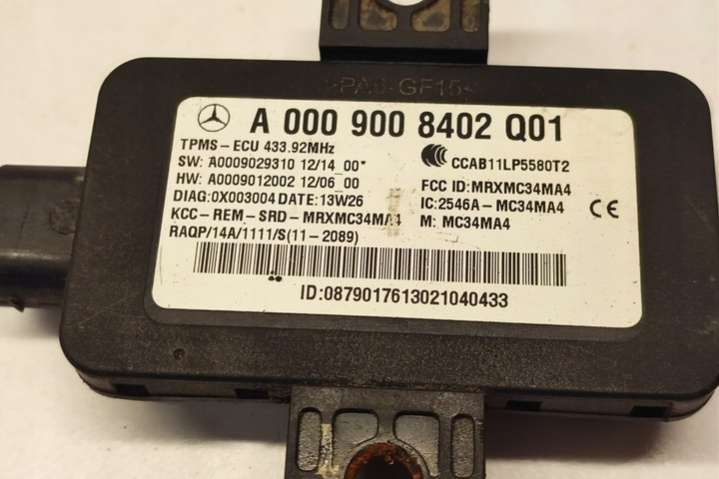 >PA6-GF15<
A 000 900 8402 Q01
TPMS-ECU 433.92MHz
SW: A0009029310 12/14_00*
HW: A0009012002 12/06_00
DIAG:0X003004 DATE:13W26
KCC-REM-SRD-MRXMC34MA4
RAQP/14A/1111/S(11-2089)
CCAB11LP5580T2
FCC ID:MRXMC34MA4
IC:2546A-MC34MA4
M: MC34MA4
CE
ID:0879017613021040433